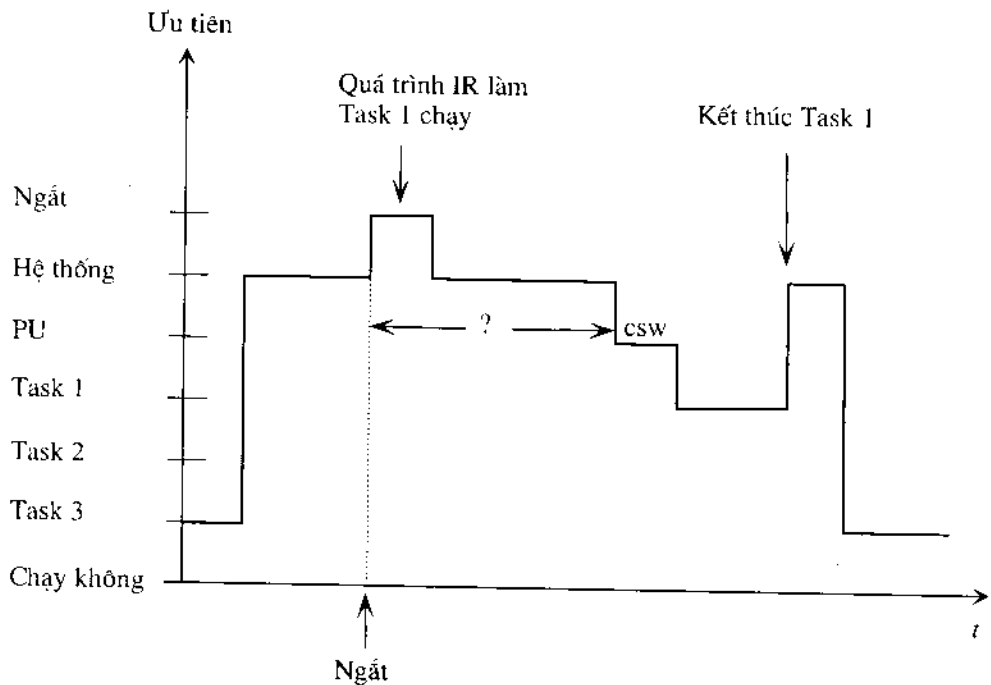 Ưu tiên
Quá trình IR làm
Task 1 chạy
Kết thúc Task 1
Ngắt
Hệ thống
?
PU
csw
Task 1
Task 2
Task 3
Chạy không
t
Ngắt